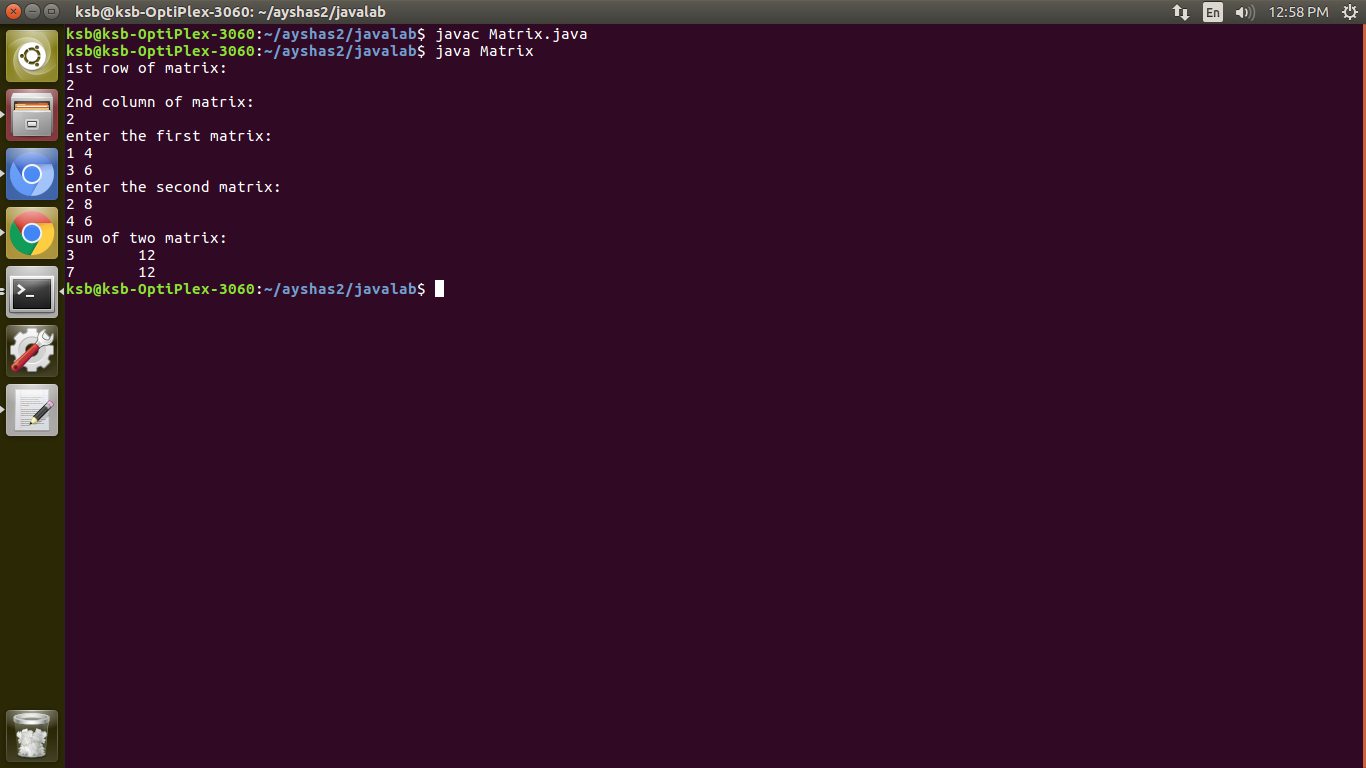 ksb@ksb-OptiPlex-3060: ~/ayshas2/javalab
En
12:58 PM
ksb@ksb-OptiPlex-3060:~/ayshas2/javalab$ javac Matrix.java
ksb@ksb-OptiPlex-3060:~/ayshas2/javalab$ java Matrix
1st row of matrix:
2
2nd column of matrix:
2
enter the first matrix:
1 4
3 6
enter the second matrix:
2 8
4 6
sum of two matrix:
3 12
7 12
ksb@ksb-OptiPlex-3060:~/ayshas2/javalab$